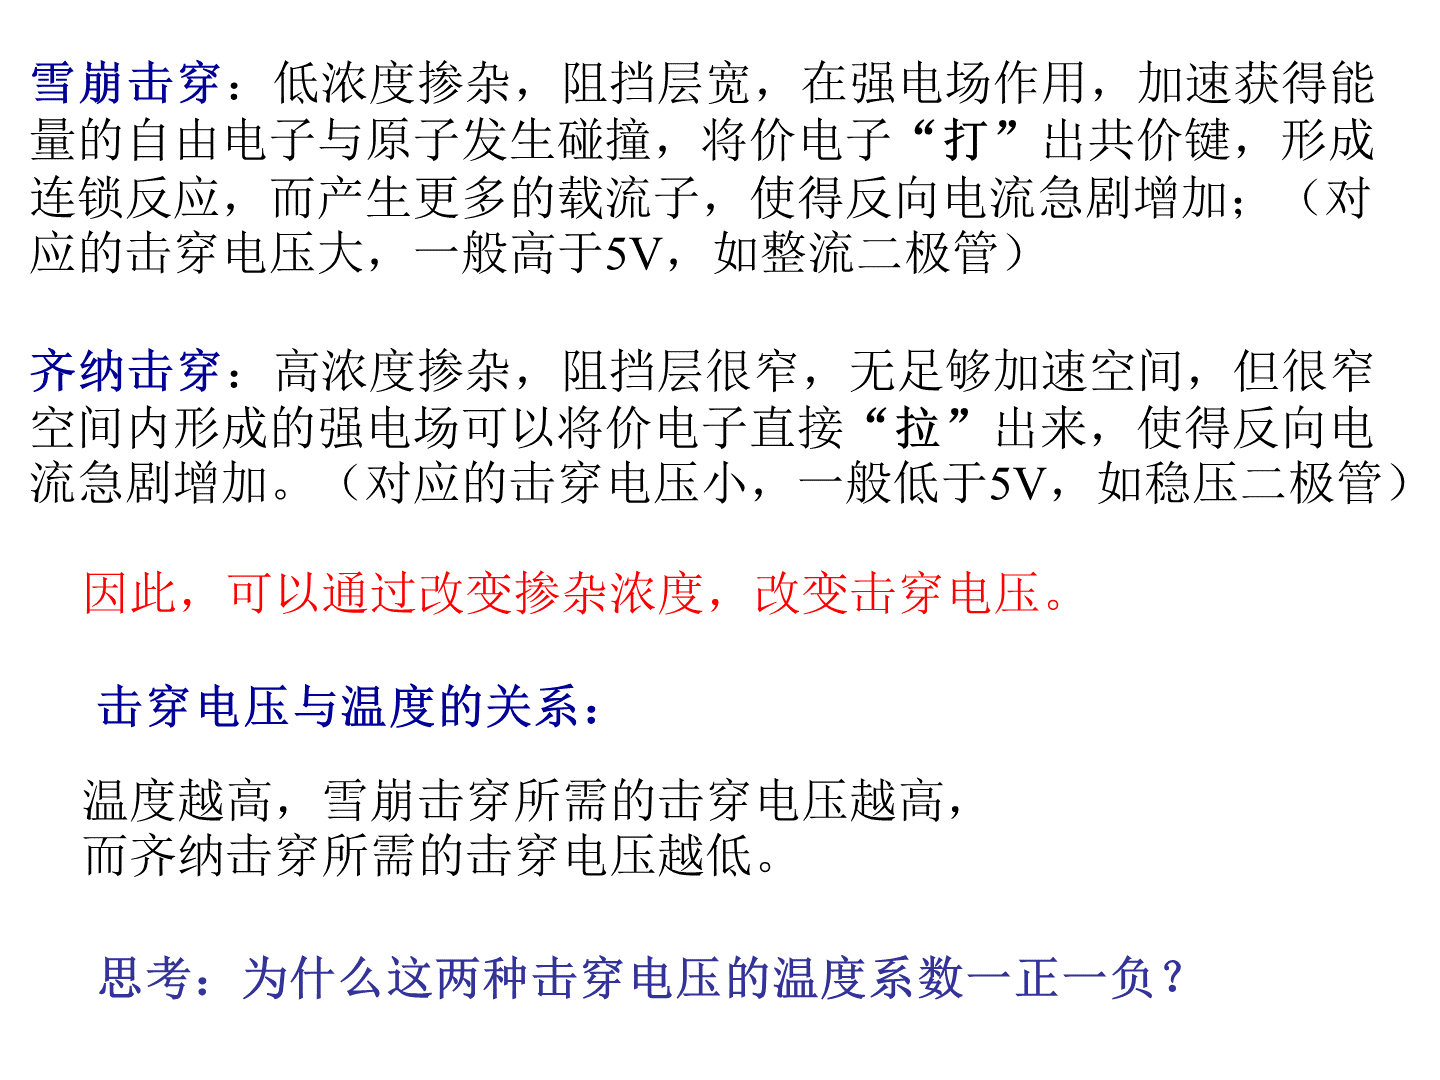 雪崩击穿：低浓度掺杂，阻挡层宽，在强电场作用，加速获得能
量的自由电子与原子发生碰撞，将价电子“打”出共价键，形成
连锁反应，而产生更多的载流子，使得反向电流急剧增加；（对
应的击穿电压大，一般高于5V，如整流二极管）
齐纳击穿：高浓度掺杂，阻挡层很窄，无足够加速空间，但很窄
空间内形成的强电场可以将价电子直接“拉”出来，使得反向电
流急剧增加。（对应的击穿电压小，一般低于5V，如稳压二极管）
因此，可以通过改变掺杂浓度，改变击穿电压。
击穿电压与温度的关系：
温度越高，雪崩击穿所需的击穿电压越高，
而齐纳击穿所需的击穿电压越低。
思考：为什么这两种击穿电压的温度系数一正一负？